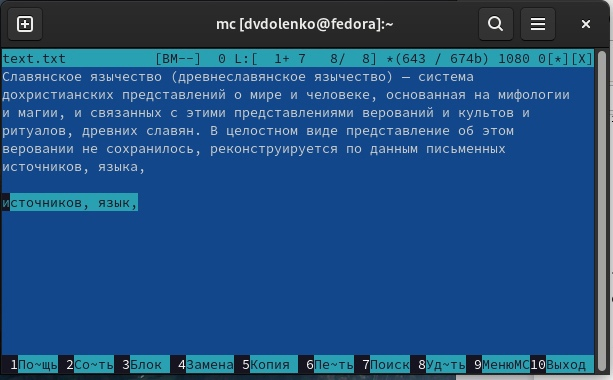 mc [dvdolenko@fedora]:~
text.txt [BM--] 0 L:[ 1+ 7 8/ 8] *(643 / 674b) 1080 0[*][X]
Славянское язычество (древнеславянское язычество) — система
дохристианских представлений о мире и человеке, основанная на мифологии
и магии, и связанных с этими представлениями верований и культов и
ритуалов, древних славян. В целостном виде представление об этом
веровании не сохранилось, реконструируется по данным письменных
источников, языка,
источников, язык,
1По~щь 2Со~ть 3Блок 4Замена 5Копия 6Пе~ть 7Поиск 8Уд~ть 9МенюMC 10Выход